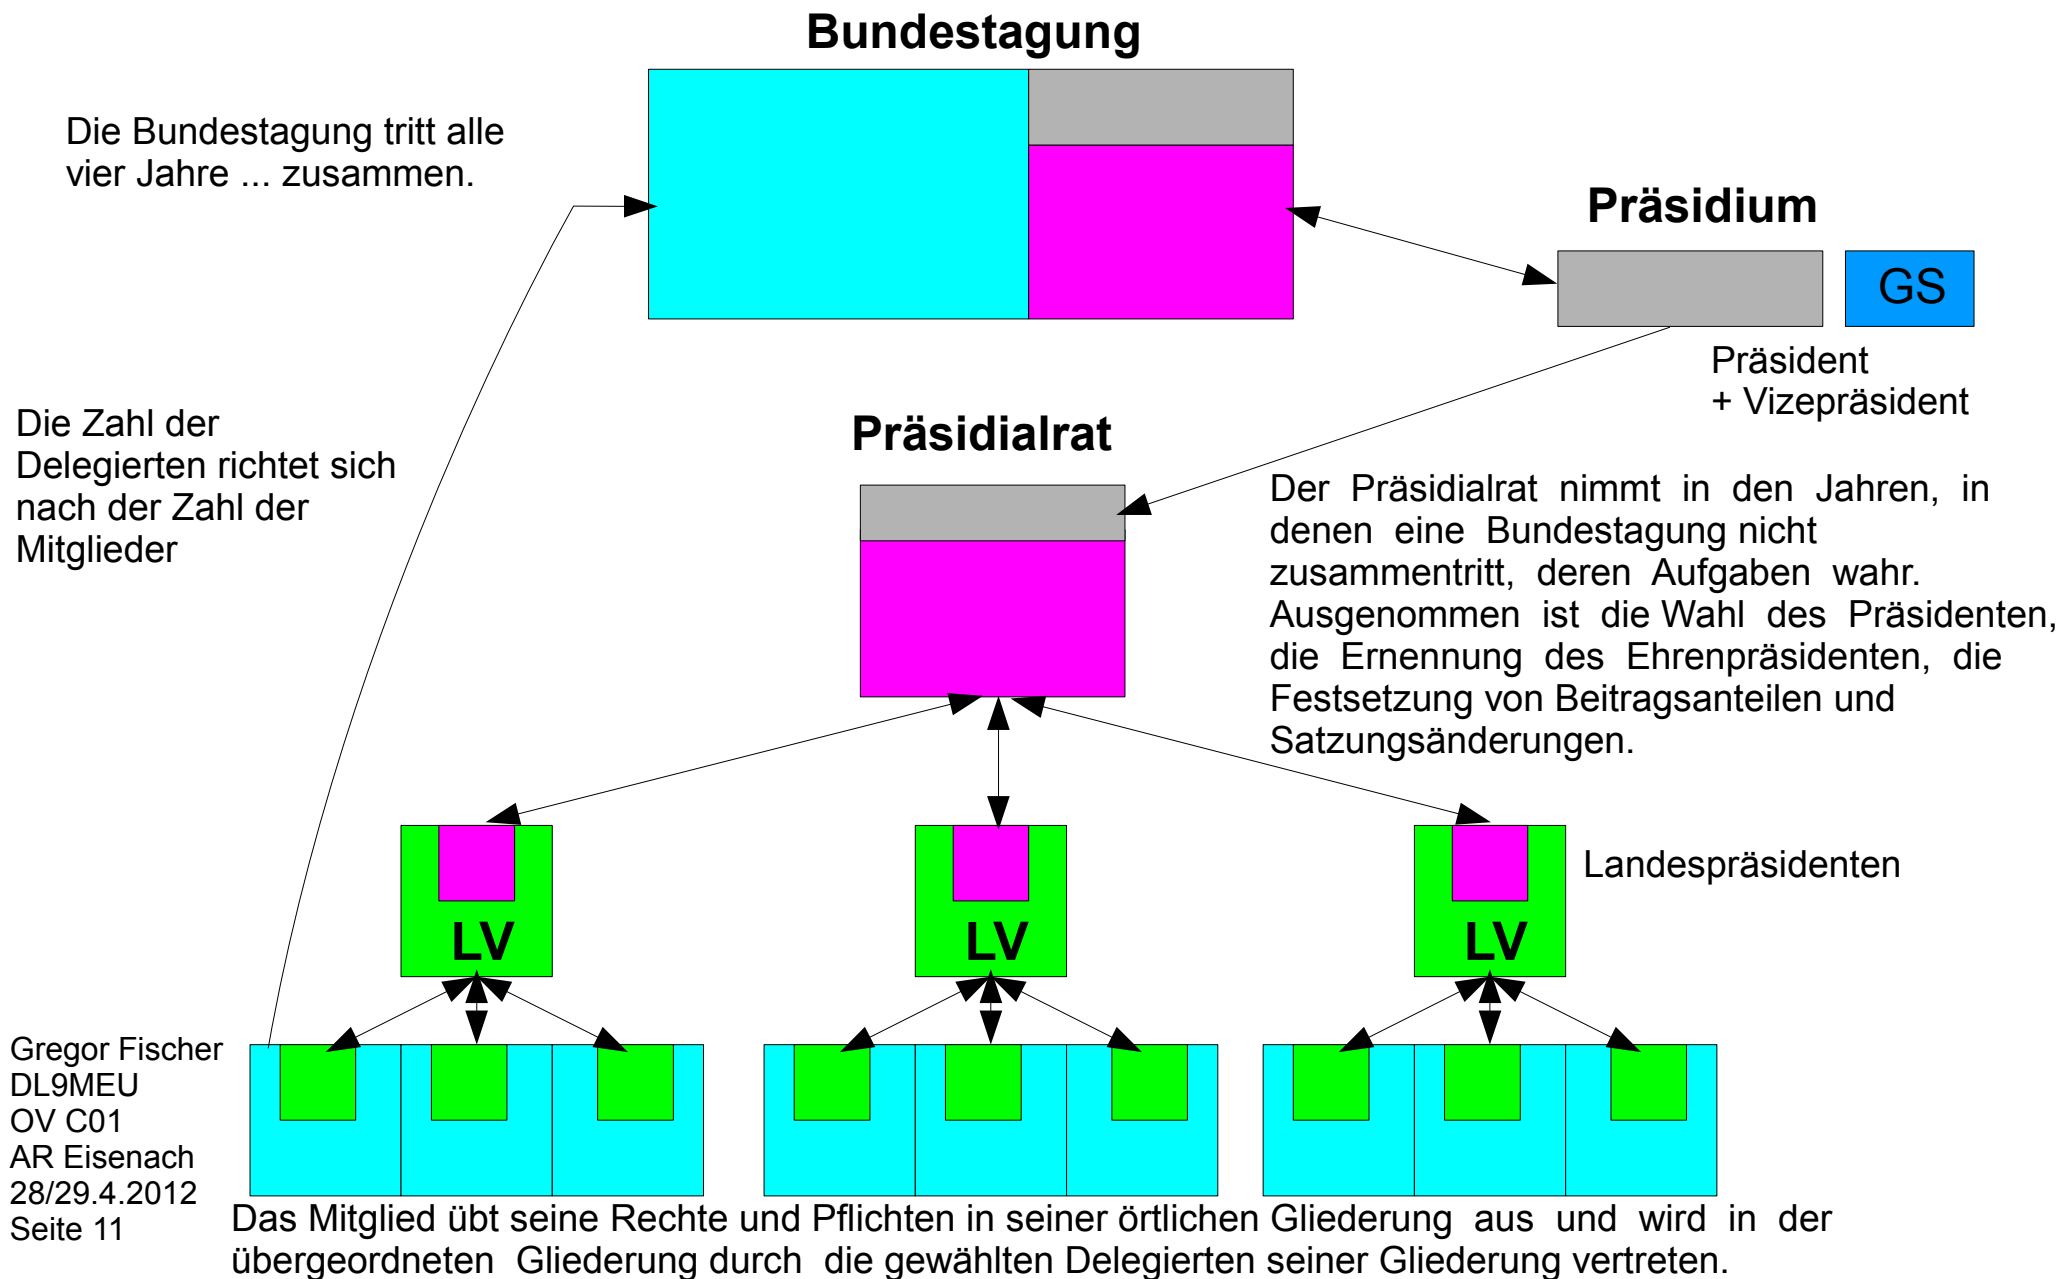 Bundestagung
Die Bundestagung tritt alle
vier Jahre ... zusammen.
Präsidium
GS
Präsident
+ Vizepräsident
Die Zahl der
Delegierten richtet sich
nach der Zahl der
Mitglieder
Präsidialrat
Der Präsidialrat nimmt in den Jahren, in
denen eine Bundestagung nicht
zusammentritt, deren Aufgaben wahr.
Ausgenommen ist die Wahl des Präsidenten,
die Ernennung des Ehrenpräsidenten, die
Festsetzung von Beitragsanteilen und
Satzungsänderungen.
LV
LV
LV
Landespräsidenten
Gregor Fischer
DL9MEU
OV C01
AR Eisenach
28/29.4.2012
Seite 11
Das Mitglied übt seine Rechte und Pflichten in seiner örtlichen Gliederung aus und wird in der
übergeordneten Gliederung durch die gewählten Delegierten seiner Gliederung vertreten.